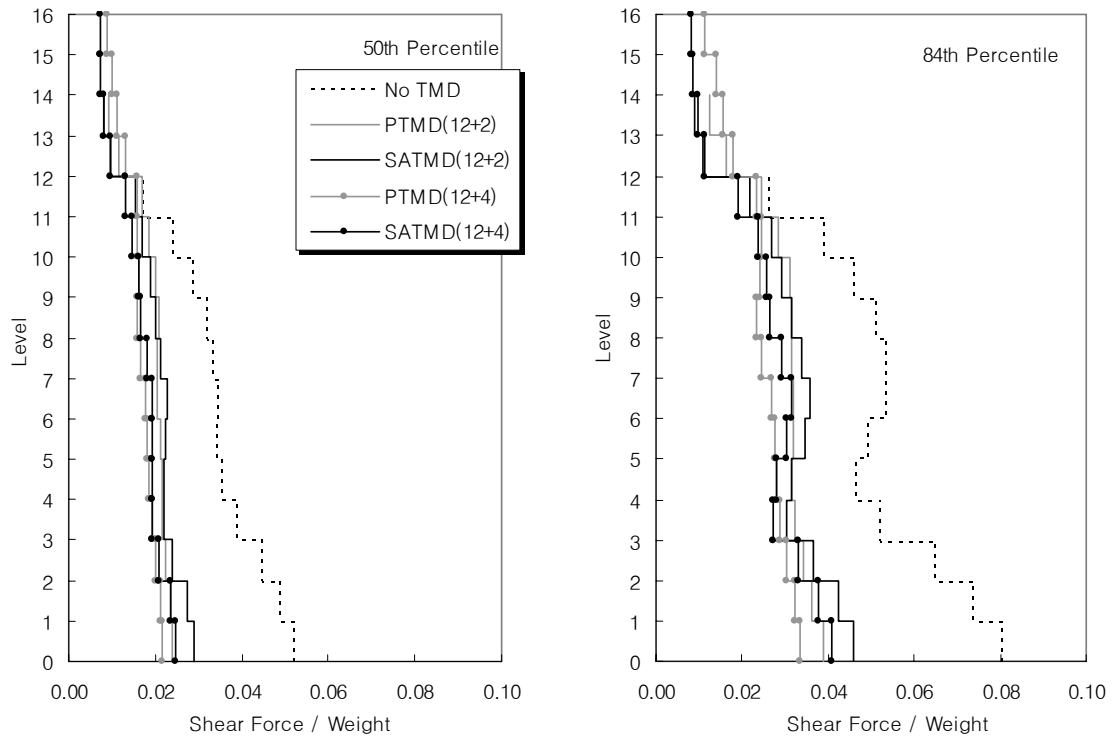 50th Percentile
No TMD
PTMD(12+2)
SATMD(12+2)
PTMD(12+4)
SATMD(12+4)
Level
16
15
14
13
12
11
10
9
8
7
6
5
4
3
2
1
0
0.00 0.02 0.04 0.06 0.08 0.10
Shear Force / Weight
84th Percentile
Level
16
15
14
13
12
11
10
9
8
7
6
5
4
3
2
1
0
0.00 0.02 0.04 0.06 0.08 0.10
Shear Force / Weight